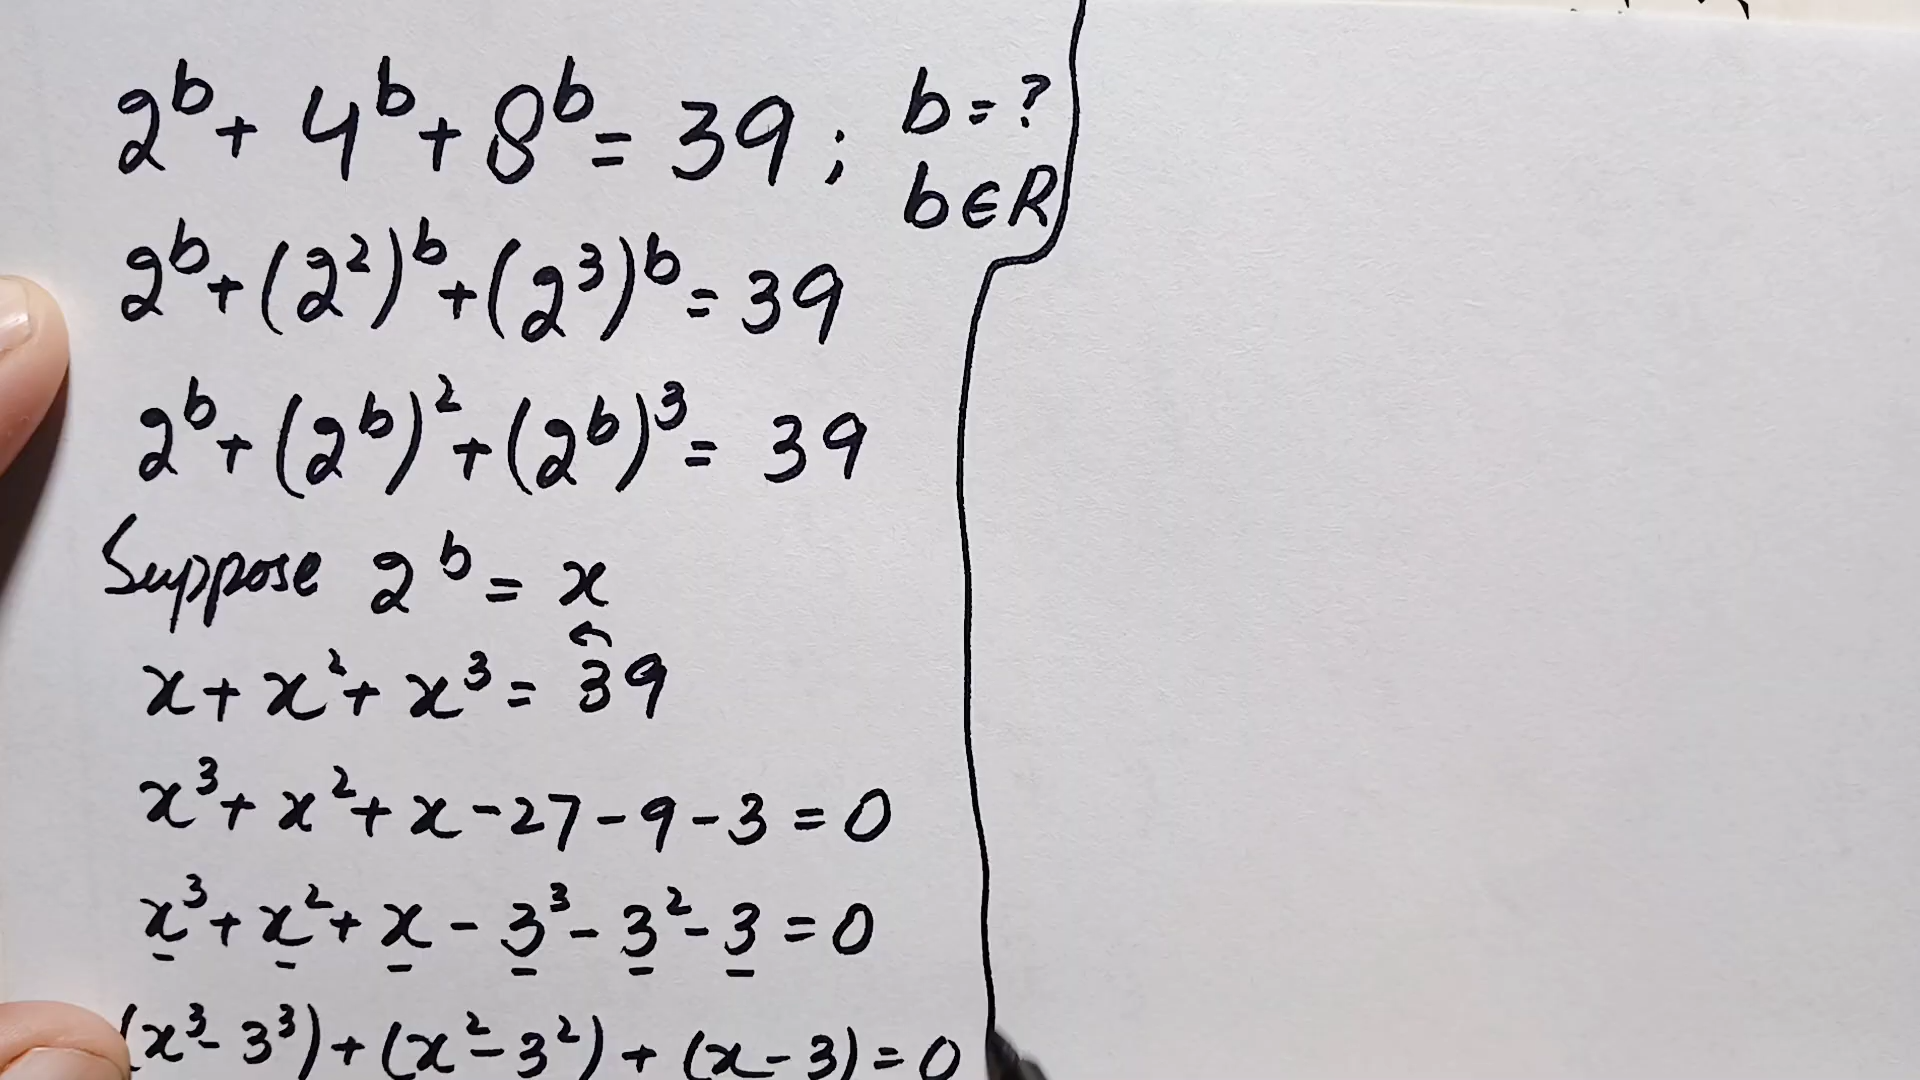 2^b + 4^b + 8^b = 39 ; b = ?
b ∈ R
2^b + (2^2)^b + (2^3)^b = 39
2^b + (2^b)^2 + (2^b)^3 = 39
Suppose 2^b = x
x + x^2 + x^3 = 39
x^3 + x^2 + x - 27 - 9 - 3 = 0
x^3 + x^2 + x - 3^3 - 3^2 - 3 = 0
(x^3 - 3^3) + (x^2 - 3^2) + (x - 3) = 0